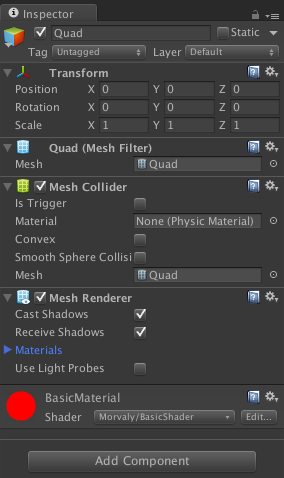 Inspector
Quad Static
Tag Untagged Layer Default
Transform
Position X 0 Y 0 Z 0
Rotation X 0 Y 0 Z 0
Scale X 1 Y 1 Z 1
Quad (Mesh Filter)
Mesh Quad
Mesh Collider
Is Trigger
Material None (Physic Material)
Convex
Smooth Sphere Collisi
Mesh Quad
Mesh Renderer
Cast Shadows
Receive Shadows
Materials
Use Light Probes
BasicMaterial
Shader Morvaly/BasicShader Edit...
Add Component